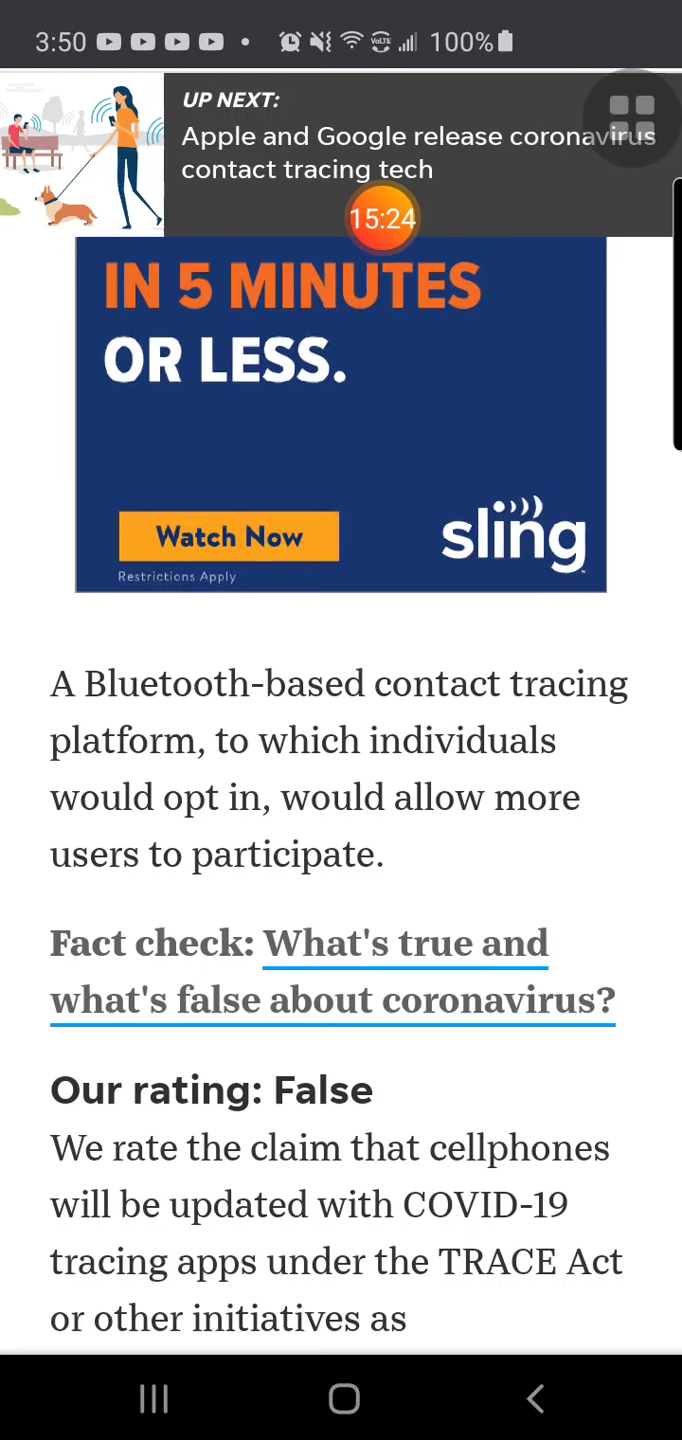 3:50 100%
UP NEXT:
Apple and Google release coronavirus
contact tracing tech
15:24
IN 5 MINUTES
OR LESS.
Watch Now
sling
Restrictions Apply
A Bluetooth-based contact tracing
platform, to which individuals
would opt in, would allow more
users to participate.
Fact check: What's true and
what's false about coronavirus?
Our rating: False
We rate the claim that cellphones
will be updated with COVID-19
tracing apps under the TRACE Act
or other initiatives as